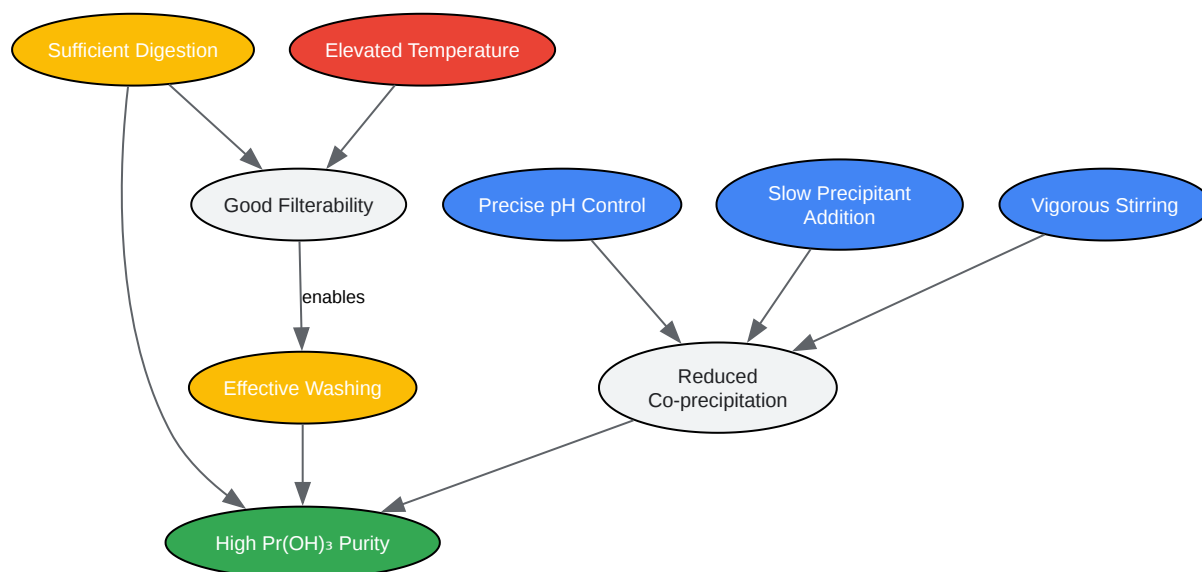 Sufficient Digestion
Elevated Temperature
Good Filterability
Precise pH Control
Slow Precipitant
Addition
Vigorous Stirring
enables
Effective Washing
Reduced
Co-precipitation
High Pr(OH)₃ Purity